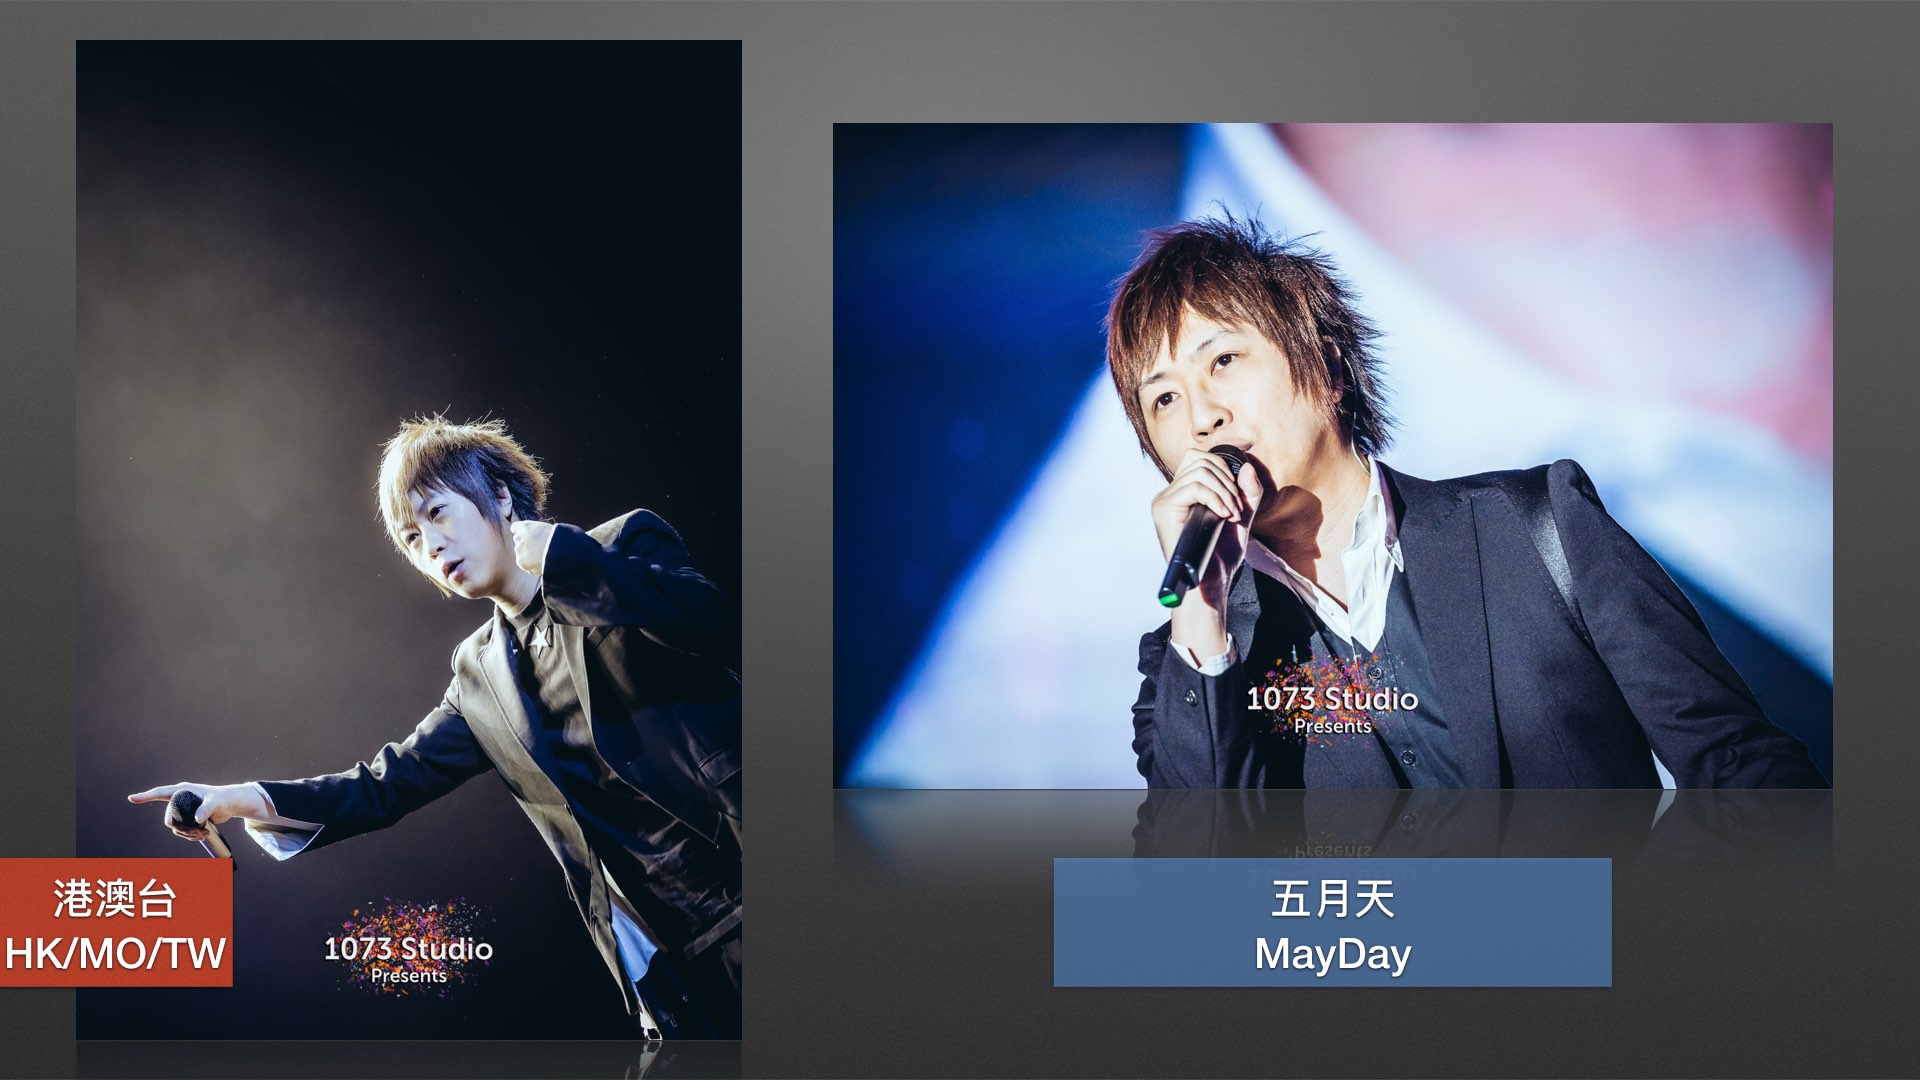 港澳台
HK/MO/TW
1073 Studio
Presents
1073 Studio
Presents
五月天
MayDay